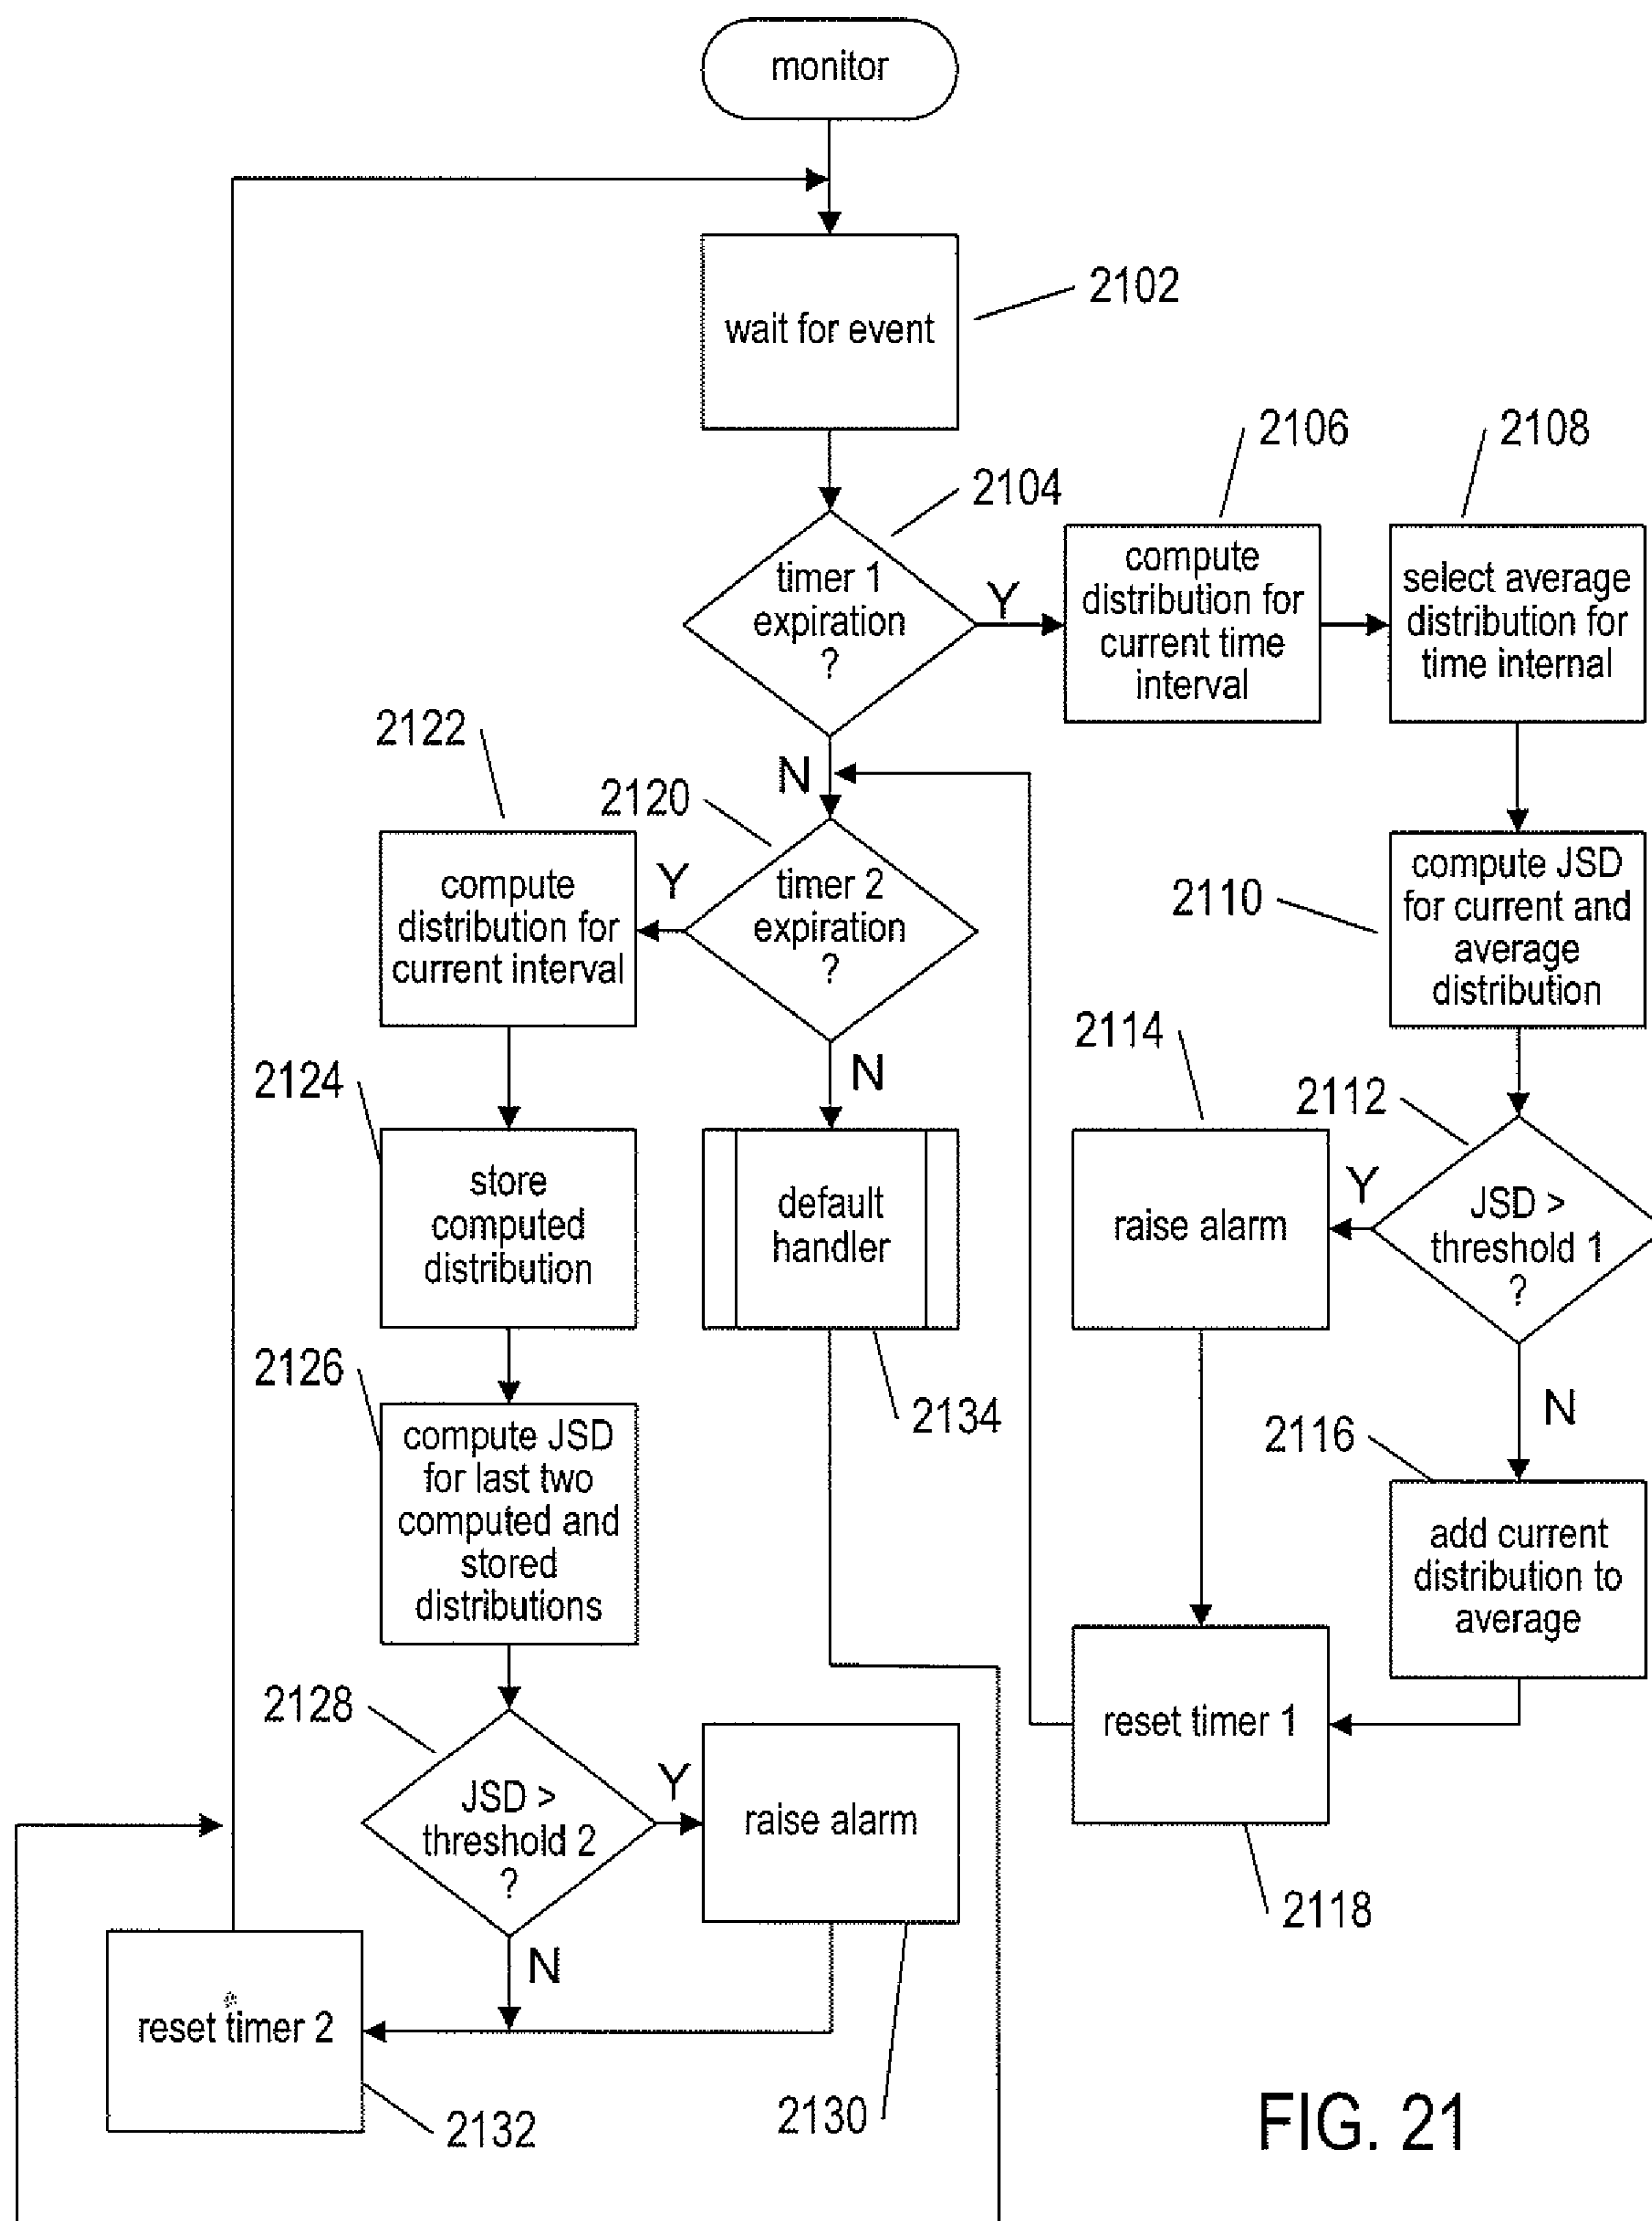 monitor
wait for event
2102
2106
2108
2104
timer 1
expiration
?
Y
compute
distribution for
current time
interval
select average
distribution for
time internal
2122
N
2120
compute
distribution for
current interval
Y
timer 2
expiration
?
2110
compute JSD
for current and
average
distribution
2114
N
2124
2112
store
computed
distribution
default
handler
raise alarm
Y
JSD >
threshold 1
?
2126
2134
N
2116
compute JSD
for last two
computed and
stored
distributions
add current
distribution to
average
2128
reset timer 1
JSD >
threshold 2
?
Y
raise alarm
2118
N
reset timer 2
2132
2130
FIG. 21